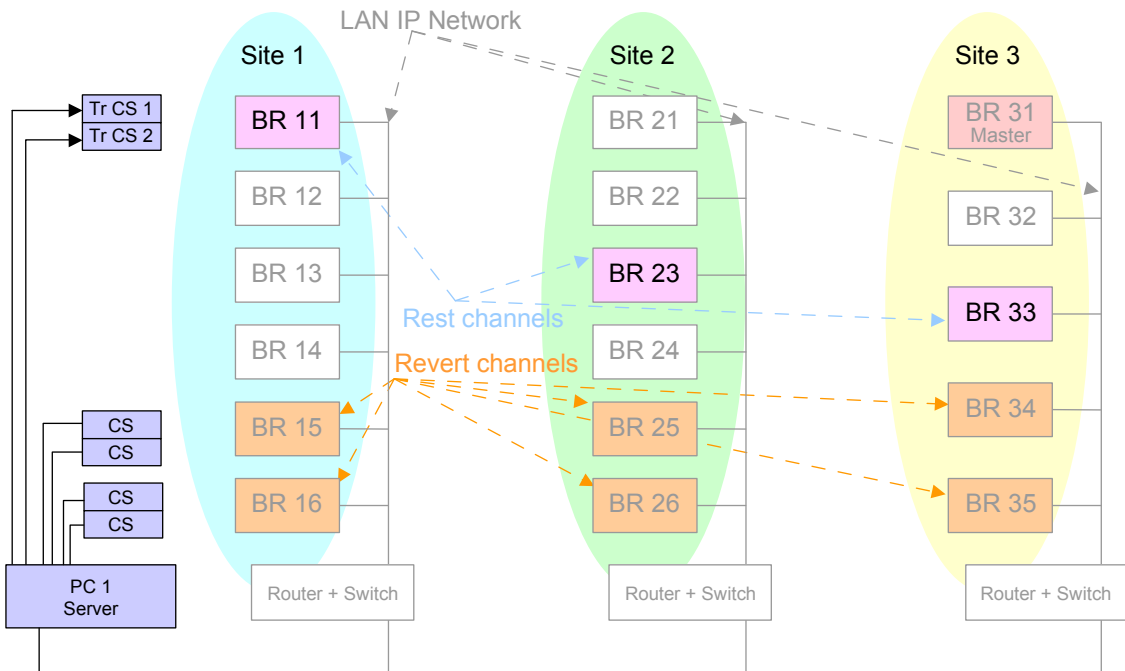 LAN IP Network
Site 1
Site 2
Site 3
Tr CS 1
Tr CS 2
BR 11
BR 21
BR 31
Master
BR 12
BR 22
BR 32
BR 13
BR 23
BR 33
Rest channels
BR 14
BR 24
Revert channels
BR 34
CS
CS
BR 15
BR 25
CS
CS
BR 16
BR 26
BR 35
PC 1
Server
Router + Switch
Router + Switch
Router + Switch